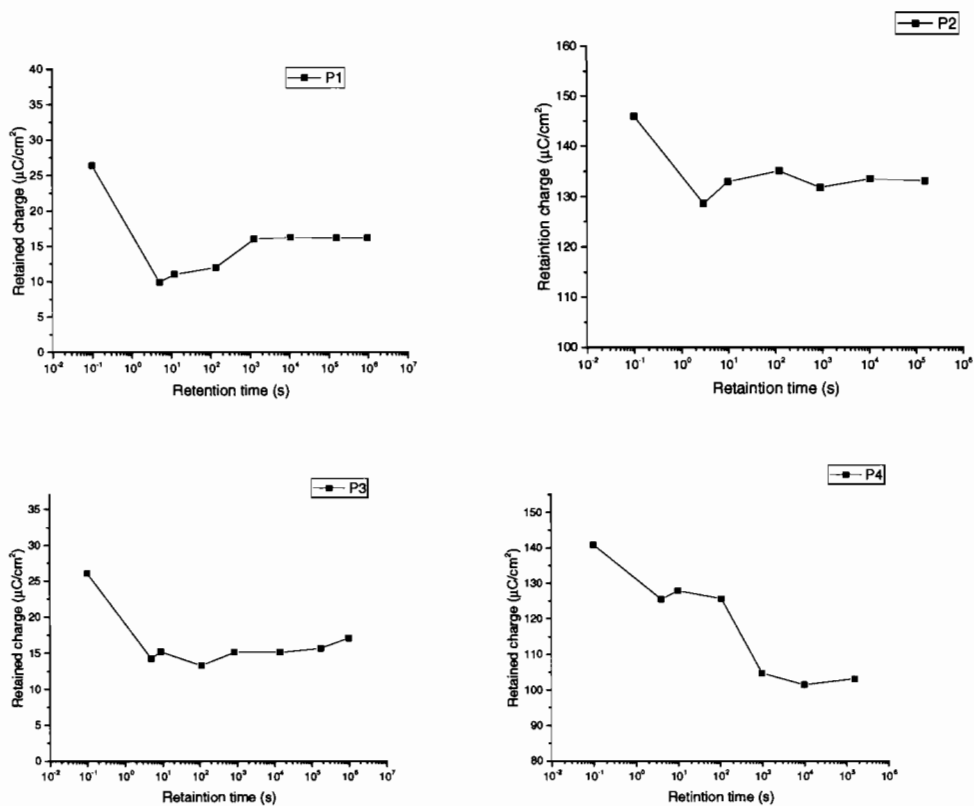 P1
Retained charge (μC/cm²)
40
35
30
25
20
15
10
5
0
10⁻² 10⁻¹ 10⁰ 10¹ 10² 10³ 10⁴ 10⁵ 10⁶ 10⁷
Retention time (s)
P2
Retaintion charge (μC/cm²)
160
150
140
130
120
110
100
10⁻² 10⁻¹ 10⁰ 10¹ 10² 10³ 10⁴ 10⁵ 10⁶
Retaintion time (s)
P3
Retained charge (μC/cm²)
35
30
25
20
15
10
5
0
10⁻² 10⁻¹ 10⁰ 10¹ 10² 10³ 10⁴ 10⁵ 10⁶ 10⁷
Retaintion time (s)
P4
Retained charge (μC/cm²)
150
140
130
120
110
100
90
80
10⁻² 10⁻¹ 10⁰ 10¹ 10² 10³ 10⁴ 10⁵ 10⁶
Retintion time (s)